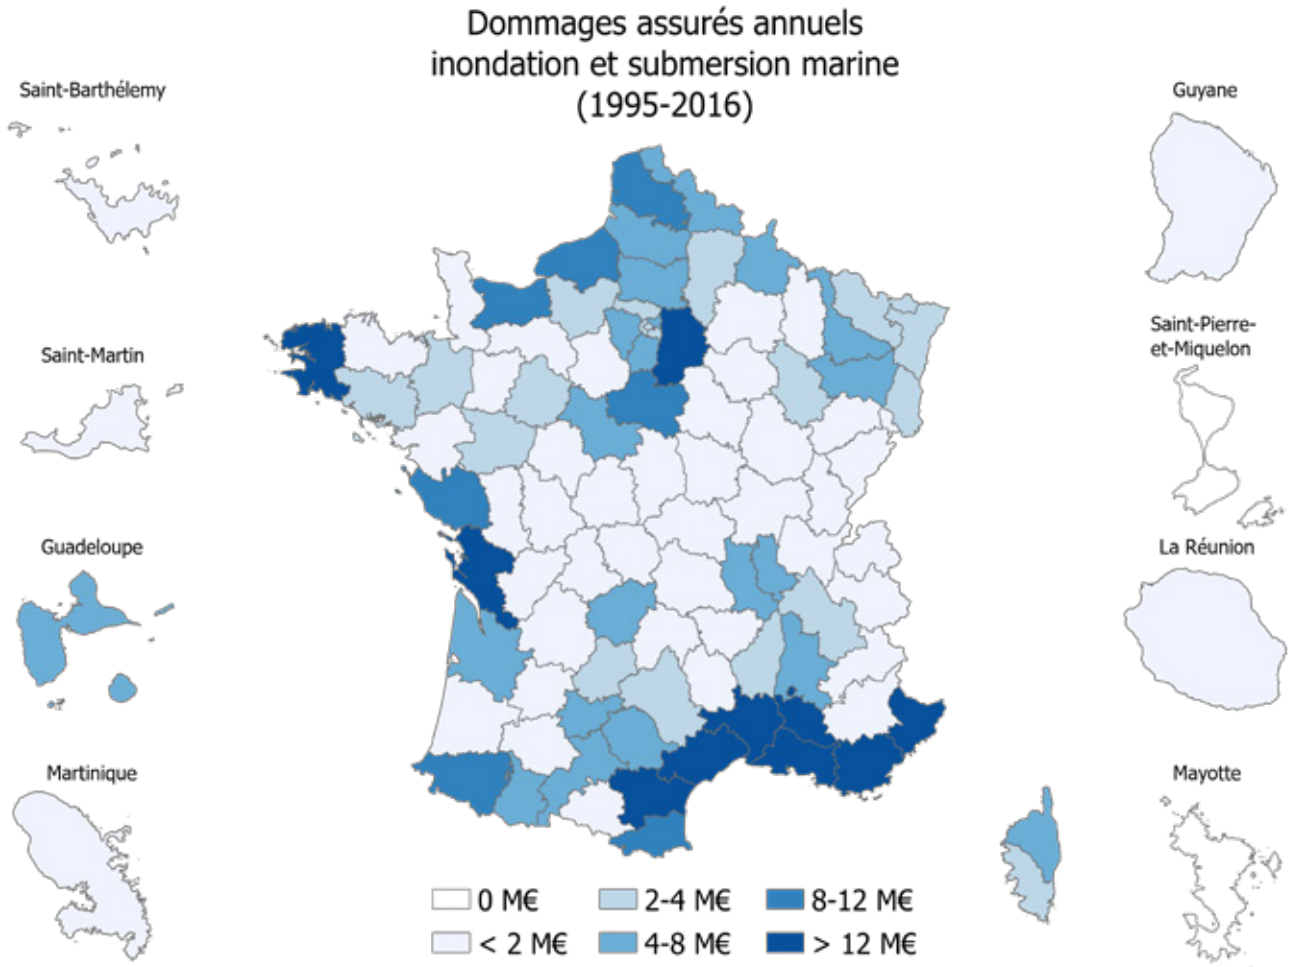 Dommages assurés annuels
inondation et submersion marine
(1995-2016)
Saint-Barthélemy
Guyane
Saint-Martin
Saint-Pierre-
et-Miquelon
Guadeloupe
La Réunion
Martinique
Mayotte
0 M€
2-4 M€
8-12 M€
< 2 M€
4-8 M€
> 12 M€